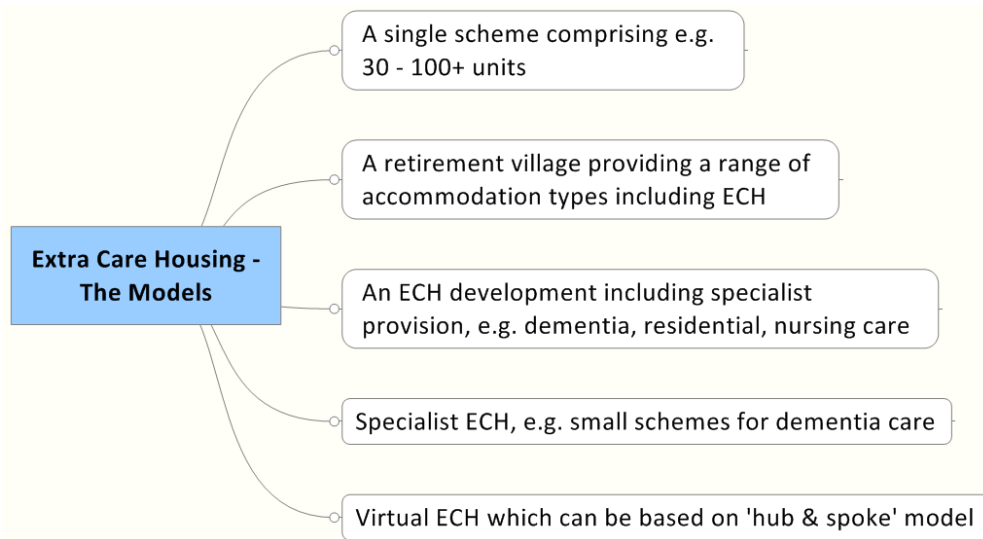 A single scheme comprising e.g.
30 - 100+ units
A retirement village providing a range of
accommodation types including ECH
Extra Care Housing -
The Models
An ECH development including specialist
provision, e.g. dementia, residential, nursing care
Specialist ECH, e.g. small schemes for dementia care
Virtual ECH which can be based on 'hub & spoke' model